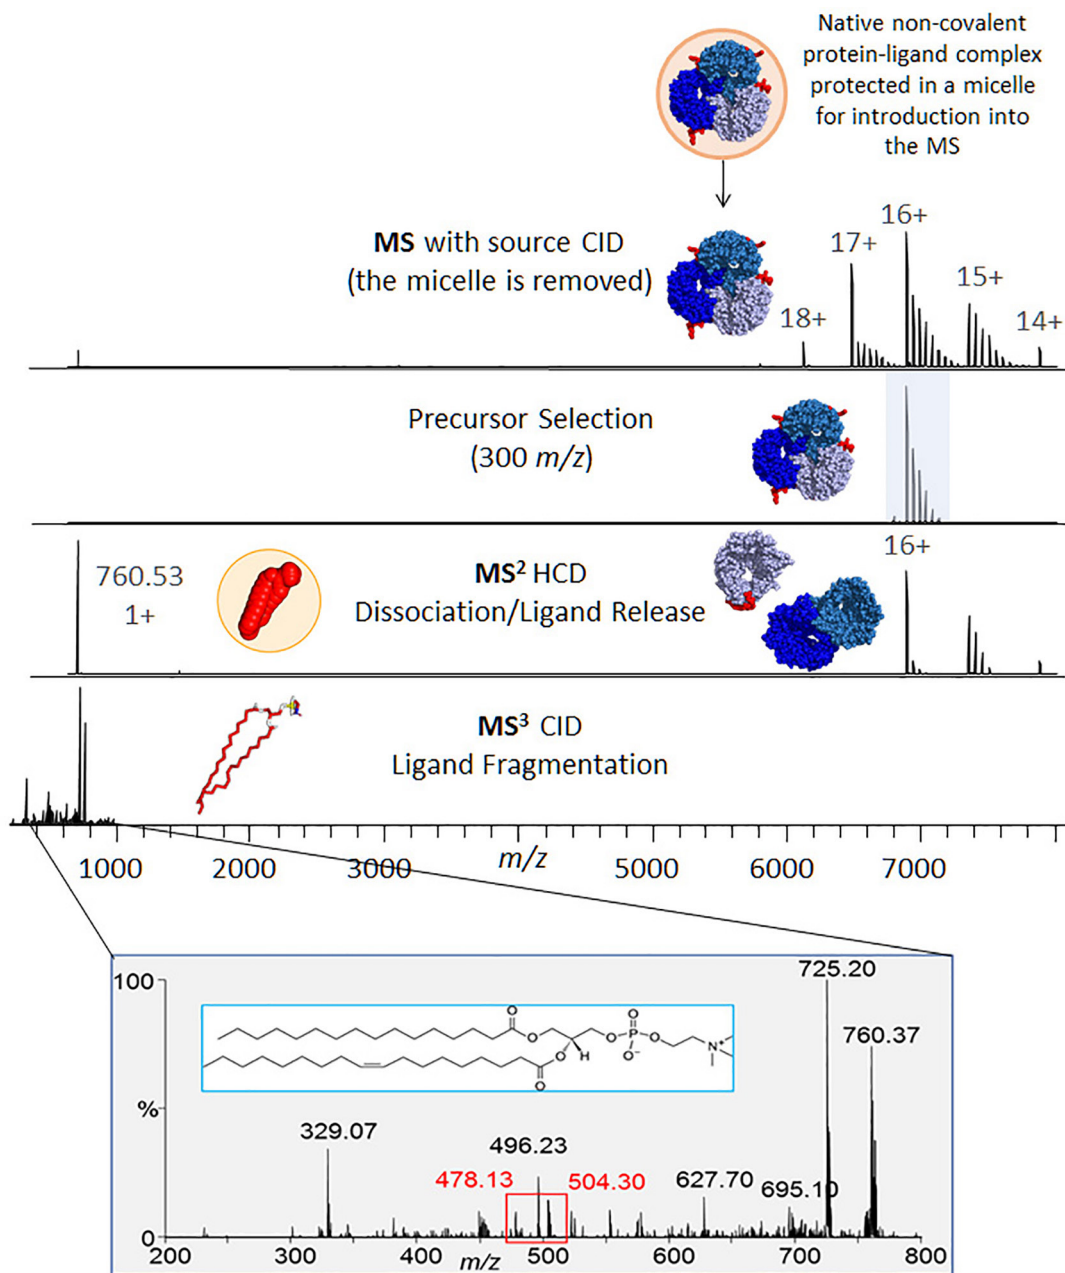 Native non-covalent
protein-ligand complex
protected in a micelle
for introduction into
the MS
MS with source CID
(the micelle is removed)
18+
17+
16+
15+
14+
Precursor Selection
(300 m/z)
760.53
1+
MS² HCD
Dissociation/Ligand Release
16+
MS³ CID
Ligand Fragmentation
1000
2000
3000
m/z
5000
6000
7000
100
%
0
725.20
760.37
329.07
496.23
478.13
504.30
627.70
695.10
O
O
O
O
H
O
O
P
O⁻
O
N⁺
200
300
400
m/z
500
600
700
800